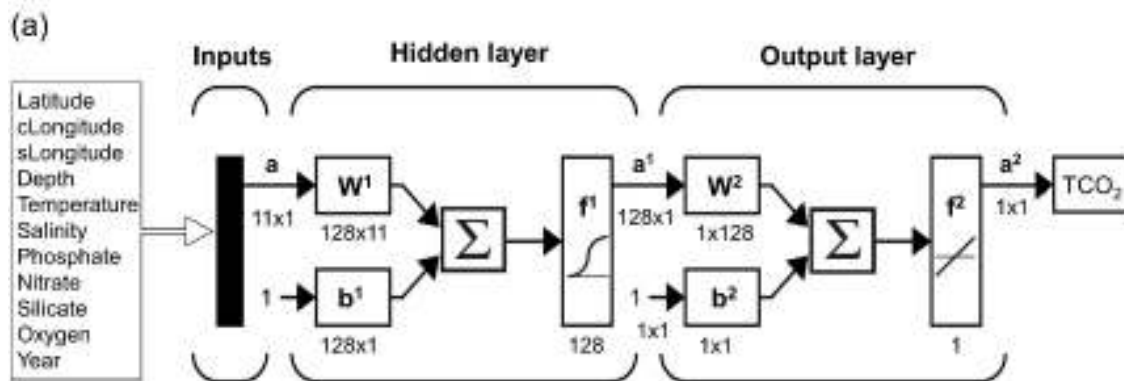 (a)
Inputs
Hidden layer
Output layer
Latitude
cLongitude
sLongitude
Depth
Temperature
Salinity
Phosphate
Nitrate
Silicate
Oxygen
Year
a
11x1
W¹
128x11
1
b¹
128x1
Σ
f¹
128
a¹
128x1
W²
1x128
1
1x1
b²
1x1
Σ
f²
1
a²
1x1
TCO₂